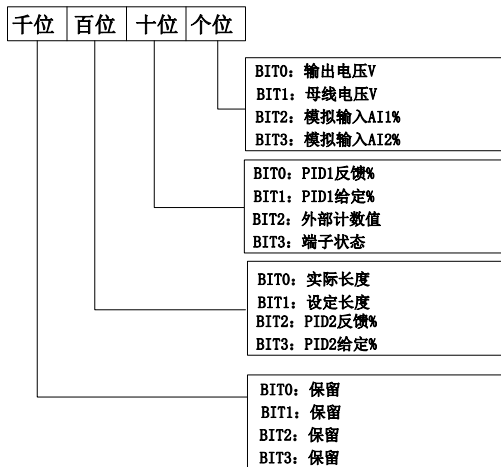 千位 百位 十位 个位
BIT0：输出电压V
BIT1：母线电压V
BIT2：模拟输入AI1%
BIT3：模拟输入AI2%
BIT0：PID1反馈%
BIT1：PID1给定%
BIT2：外部计数值
BIT3：端子状态
BIT0：实际长度
BIT1：设定长度
BIT2：PID2反馈%
BIT3：PID2给定%
BIT0：保留
BIT1：保留
BIT2：保留
BIT3：保留